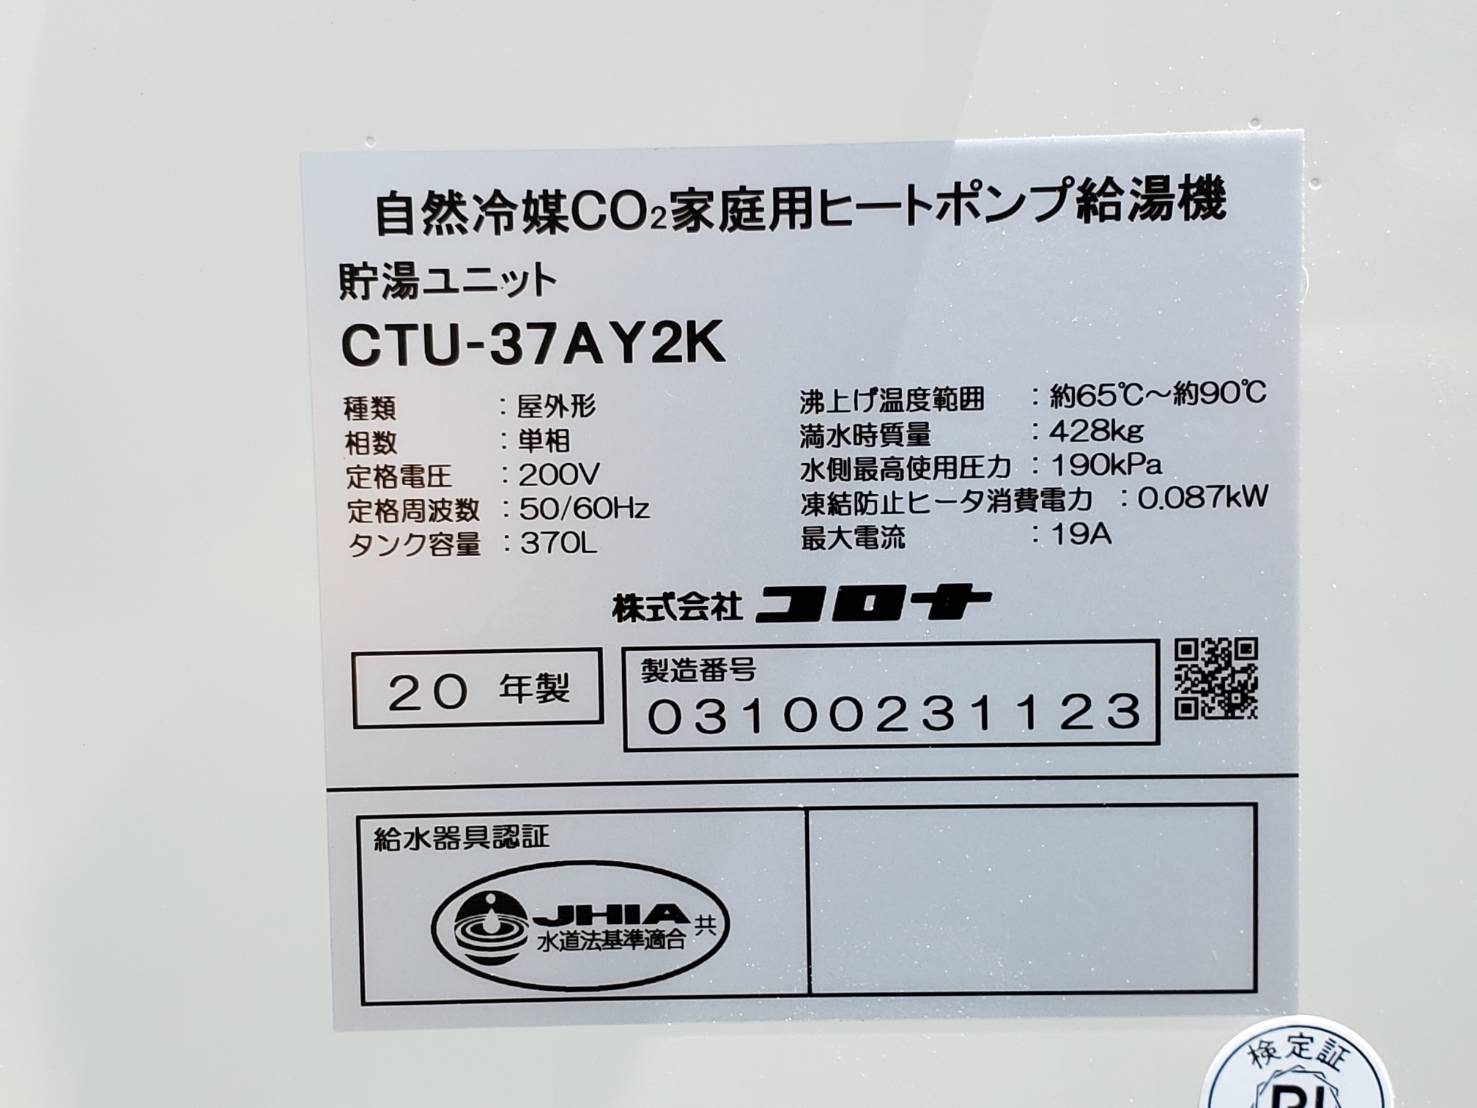 自然冷媒CO₂家庭用ヒートポンプ給湯機
貯湯ユニット
CTU-37AY2K
種類 : 屋外形
相数 : 単相
定格電圧 : 200V
定格周波数 : 50/60Hz
タンク容量 : 370L
沸上げ温度範囲 : 約65℃～約90℃
満水時質量 : 428kg
水側最高使用圧力 : 190kPa
凍結防止ヒータ消費電力 : 0.087kW
最大電流 : 19A
株式会社 コロナ
20 年製
製造番号
03100231123
給水器具認証
JHIA
水道法基準適合
共
検定証